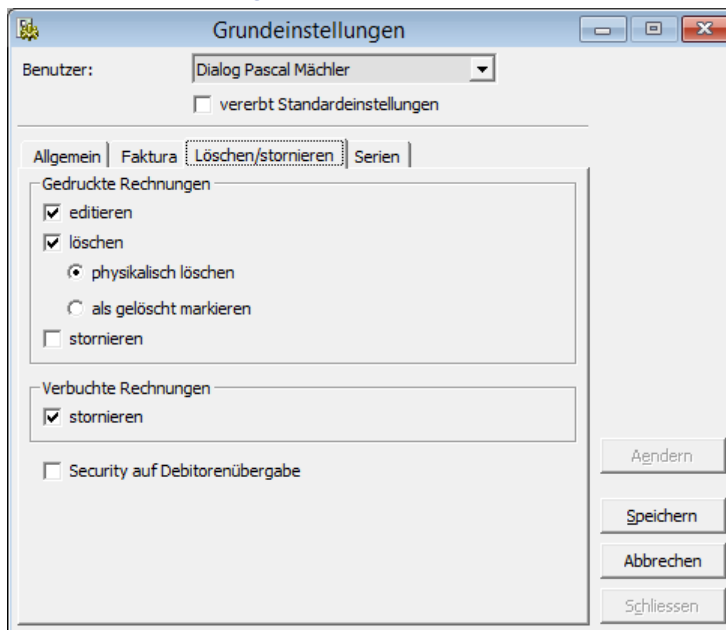 Grundeinstellungen
Benutzer: Dialog Pascal Mächler
vererbt Standardeinstellungen
Allgemein Faktura Löschen/stornieren Serien
Gedruckte Rechnungen
editieren
löschen
physikalisch löschen
als gelöscht markieren
stornieren
Verbuchte Rechnungen
stornieren
Security auf Debitorenübergabe
Aendern
Speichern
Abbrechen
Schliessen